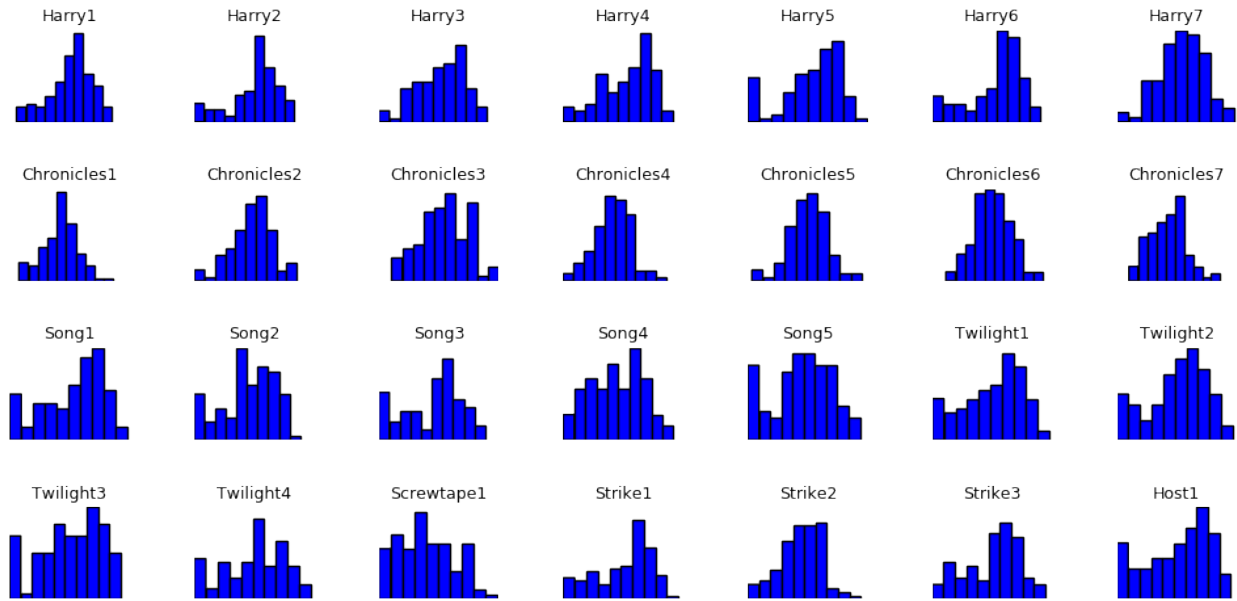 Harry1 Harry2 Harry3 Harry4 Harry5 Harry6 Harry7
Chronicles1 Chronicles2 Chronicles3 Chronicles4 Chronicles5 Chronicles6 Chronicles7
Song1 Song2 Song3 Song4 Song5 Twilight1 Twilight2
Twilight3 Twilight4 Screwtape1 Strike1 Strike2 Strike3 Host1